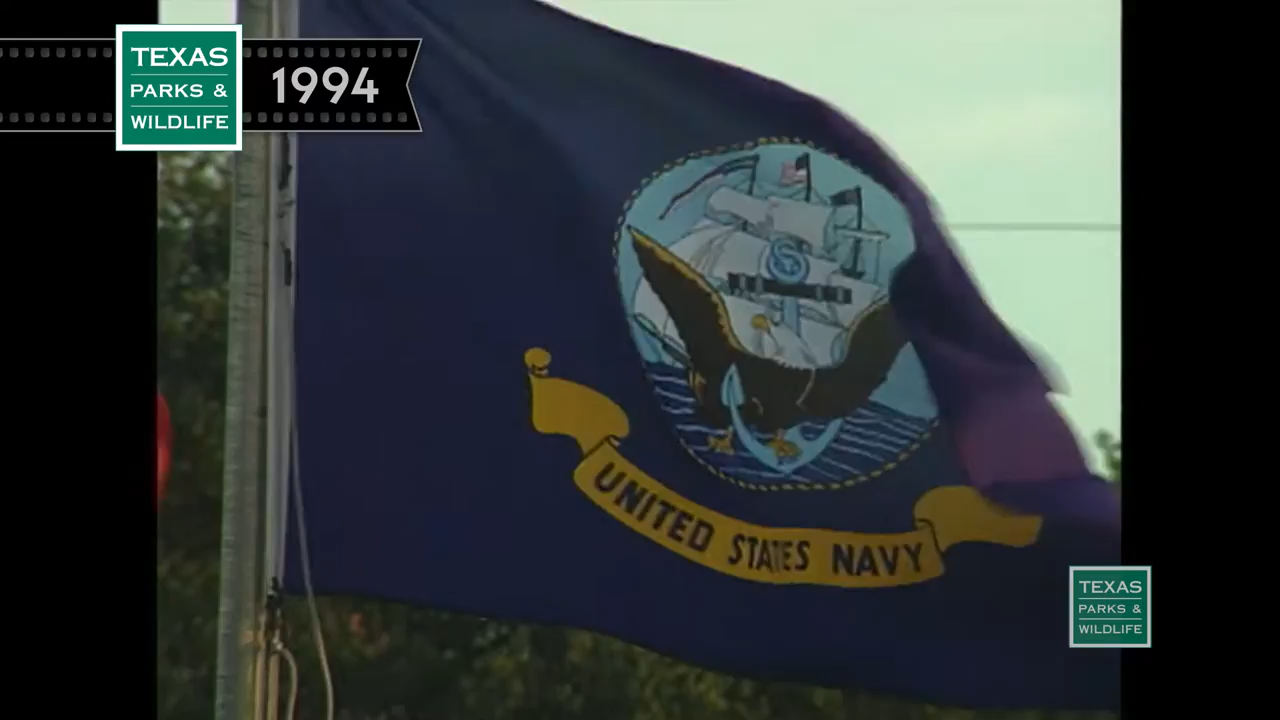 TEXAS
PARKS &
WILDLIFE
1994
UNITED STATES NAVY
TEXAS
PARKS &
WILDLIFE